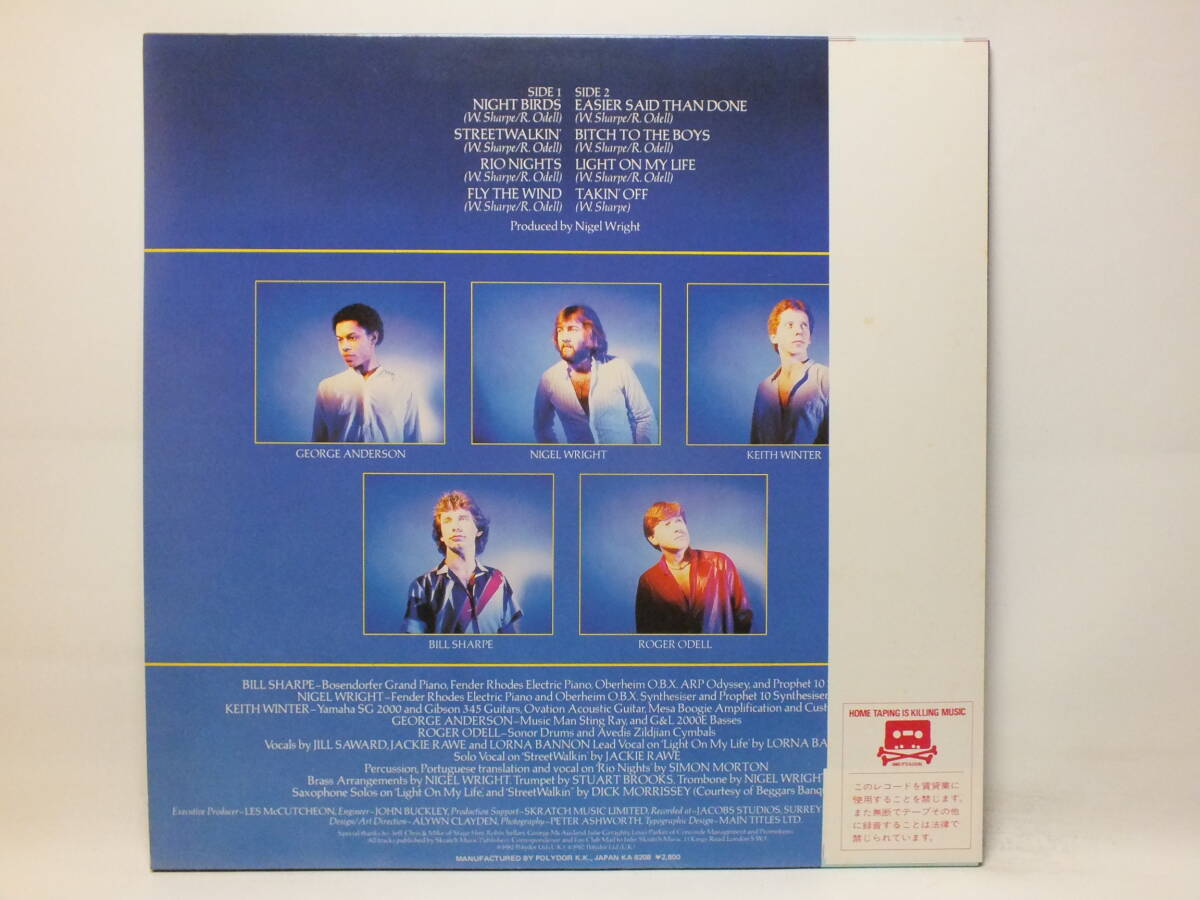 SIDE 1
NIGHT BIRDS
(W. Sharpe/R. Odell)
STREETWALKIN'
(W. Sharpe/R. Odell)
RIO NIGHTS
(W. Sharpe/R. Odell)
FLY THE WIND
(W. Sharpe/R. Odell)
SIDE 2
EASIER SAID THAN DONE
(W. Sharpe/R. Odell)
BITCH TO THE BOYS
(W. Sharpe/R. Odell)
LIGHT ON MY LIFE
(W. Sharpe/R. Odell)
TAKIN' OFF
(W. Sharpe)
Produced by Nigel Wright
GEORGE ANDERSON
NIGEL WRIGHT
KEITH WINTER
BILL SHARPE
ROGER ODELL
BILL SHARPE–Bosendorfer Grand Piano, Fender Rhodes Electric Piano, Oberheim O.B.X. ARP Odyssey, and Prophet 10
NIGEL WRIGHT–Fender Rhodes Electric Piano and Oberheim O.B.X. Synthesiser and Prophet 10 Synthesiser
KEITH WINTER–Yamaha SG 2000 and Gibson 345 Guitars, Ovation Acoustic Guitar, Mesa Boogie Amplification and Cust
GEORGE ANDERSON–Music Man Sting Ray, and G&L 2000E Basses
ROGER ODELL–Sonor Drums and Avedis Zildjian Cymbals
Vocals by JILL SAWARD, JACKIE RAWE and LORNA BANNON Lead Vocal on 'Light On My Life' by LORNA BA
Solo Vocal on 'StreetWalkin' by JACKIE RAWE
Percussion, Portuguese translation and vocal on 'Rio Nights' by SIMON MORTON
Brass Arrangements by NIGEL WRIGHT, Trumpet by STUART BROOKS, Trombone by NIGEL WRIGHT
Saxophone Solos on 'Light On My Life', and 'StreetWalkin'' by DICK MORRISSEY (Courtesy of Beggars Banq
Executive Producer–LES McCUTCHEON, Engineer–JOHN BUCKLEY, Production Support–SKRATCH MUSIC LIMITED, Recorded at–JACOBS STUDIOS, SURREY
Design/Art Direction–ALYWN CLAYDEN, Photography–PETER ASHWORTH, Typographic Design–MAIN TITLES LTD.
MANUFACTURED BY POLYDOR K.K., JAPAN KA 8208 ¥2,800
HOME TAPING IS KILLING MUSIC
このレコードを賃貸業に
使用することを禁じます。
また無断でテープその他
に録音することは法律で
禁じられています。